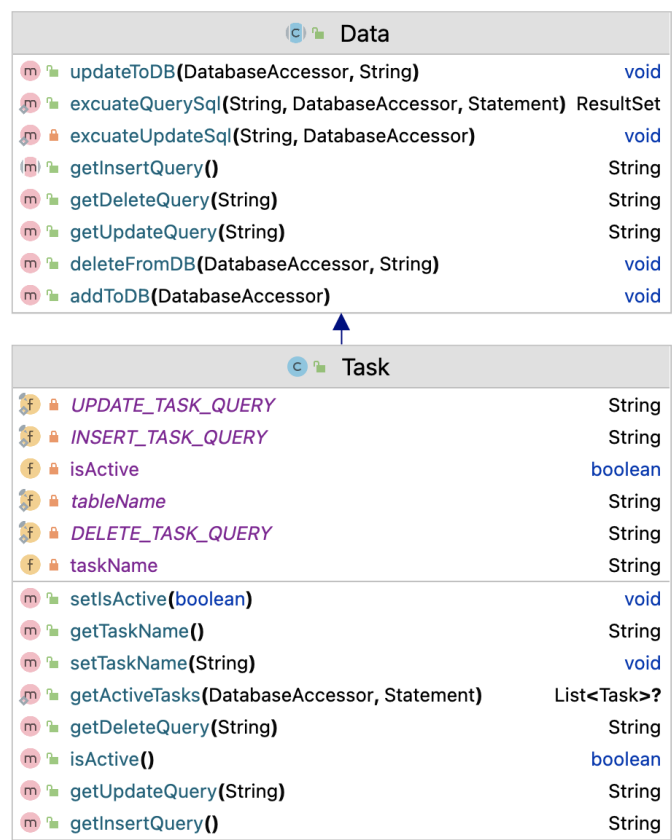 Data
updateToDB(DatabaseAccessor, String) void
excuateQuerySql(String, DatabaseAccessor, Statement) ResultSet
excuateUpdateSql(String, DatabaseAccessor) void
getInsertQuery() String
getDeleteQuery(String) String
getUpdateQuery(String) String
deleteFromDB(DatabaseAccessor, String) void
addToDB(DatabaseAccessor) void
Task
UPDATE_TASK_QUERY String
INSERT_TASK_QUERY String
isActive boolean
tableName String
DELETE_TASK_QUERY String
taskName String
setIsActive(boolean) void
getTaskName() String
setTaskName(String) void
getActiveTasks(DatabaseAccessor, Statement) List<Task>?
getDeleteQuery(String) String
isActive() boolean
getUpdateQuery(String) String
getInsertQuery() String